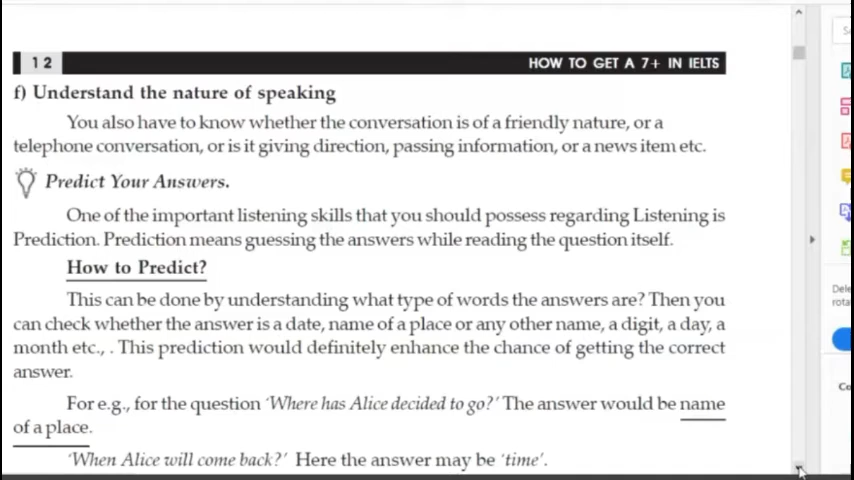 12 HOW TO GET A 7+ IN IELTS
f) Understand the nature of speaking
You also have to know whether the conversation is of a friendly nature, or a
telephone conversation, or is it giving direction, passing information, or a news item etc.
Predict Your Answers.
One of the important listening skills that you should possess regarding Listening is
Prediction. Prediction means guessing the answers while reading the question itself.
How to Predict?
This can be done by understanding what type of words the answers are? Then you
can check whether the answer is a date, name of a place or any other name, a digit, a day, a
month etc., . This prediction would definitely enhance the chance of getting the correct
answer.
For e.g., for the question 'Where has Alice decided to go?' The answer would be name
of a place.
'When Alice will come back?' Here the answer may be 'time'.